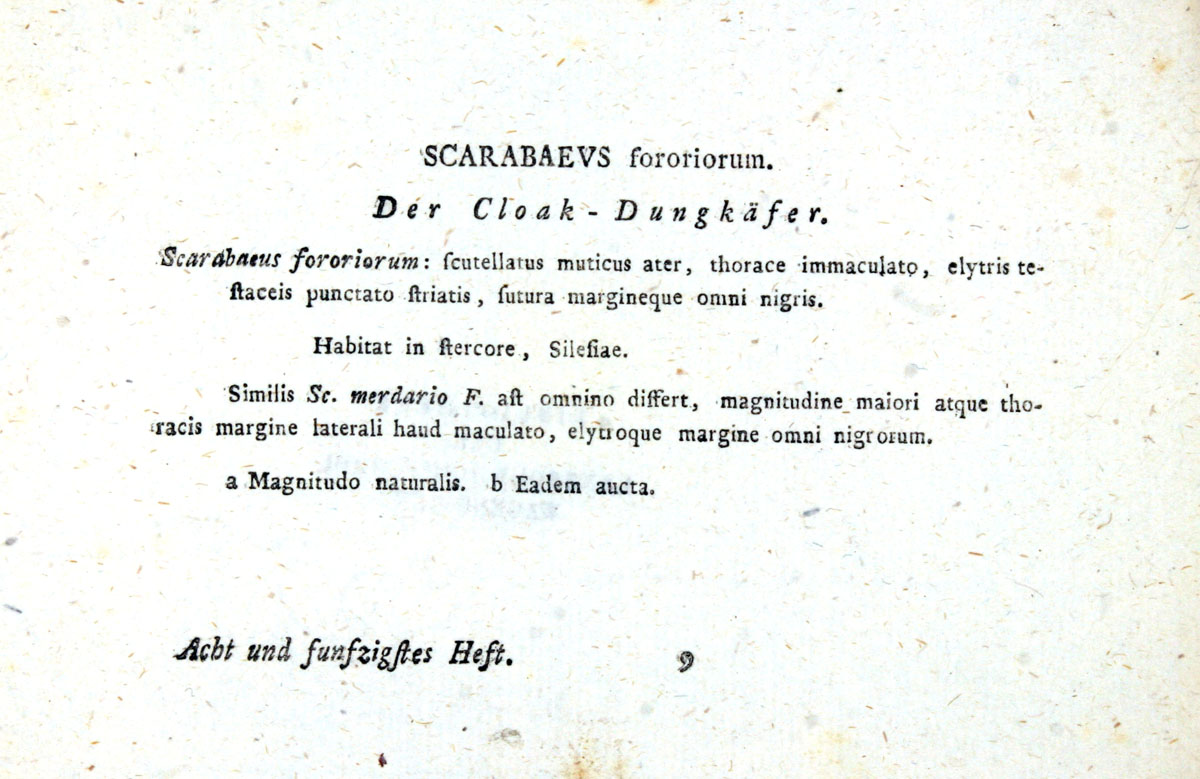 SCARABAEVS fororiorum.
Der Cloak-Dungkäfer.
Scarabaeus fororiorum: ſcutellatus muticus ater, thorace immaculato, elytris te-
ſtaceis punctato ſtriatis, ſutura margineque omni nigris.
Habitat in ſtercore, Sileſiae.
Similis Sc. merdario F. aſt omnino differt, magnitudine maiori atque tho-
racis margine laterali haud maculato, elytroque margine omni nigrorum.
a Magnitudo naturalis. b Eadem aucta.
Acht und funfzigſtes Heft. 9